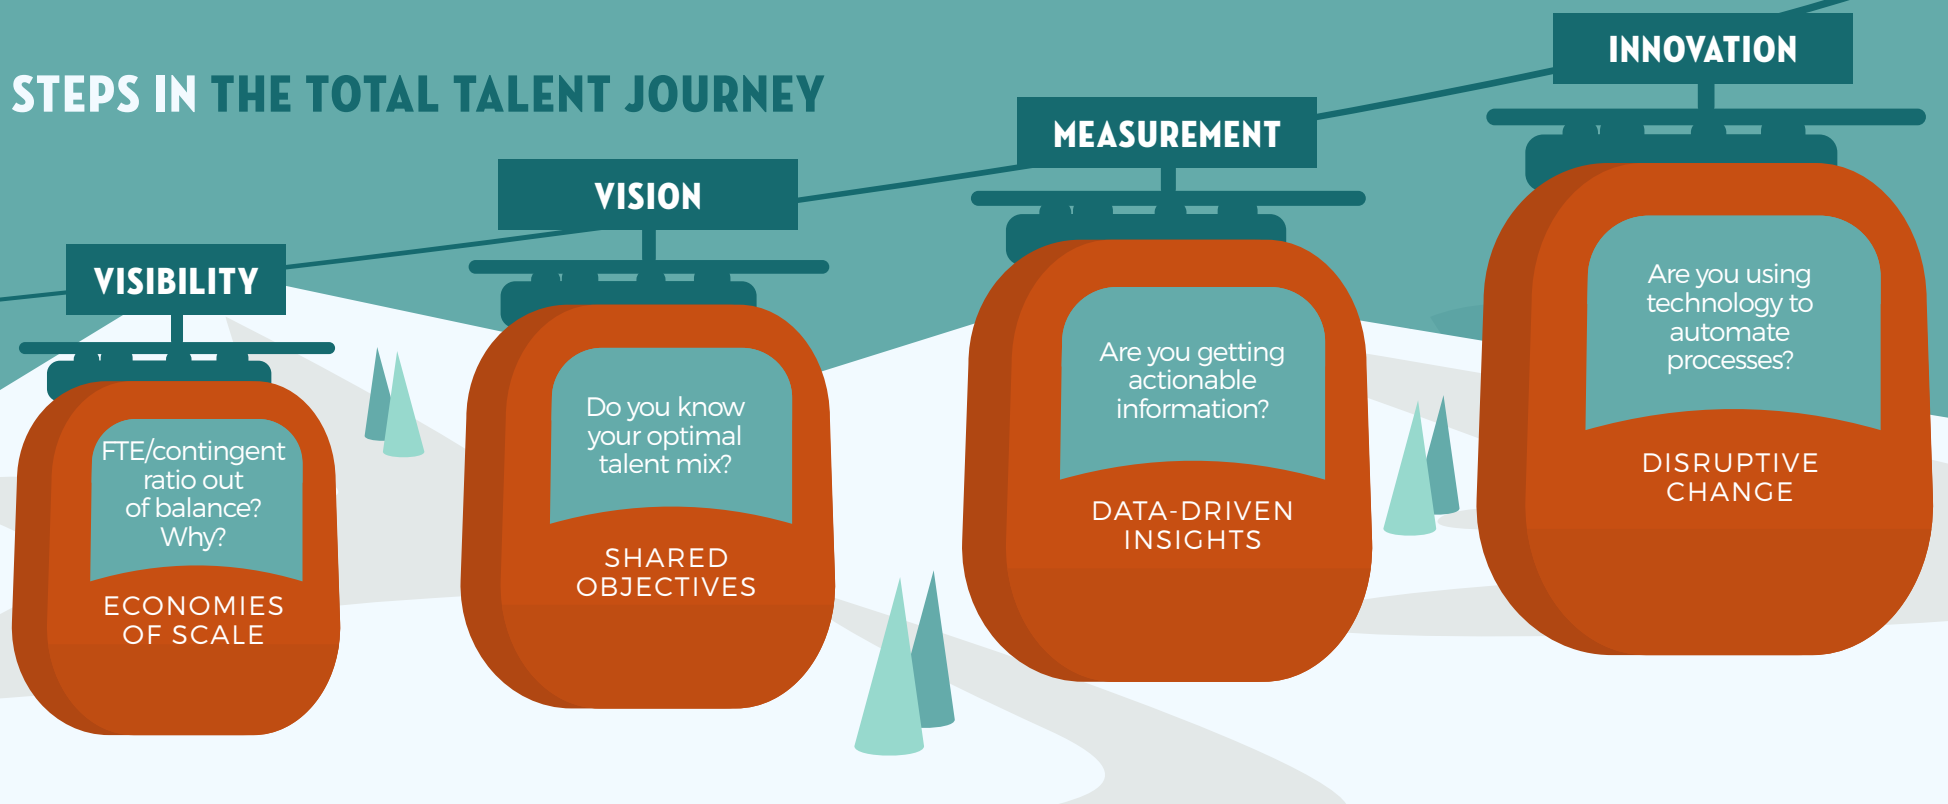 STEPS IN THE TOTAL TALENT JOURNEY
VISIBILITY
FTE/contingent
ratio out
of balance?
Why?
ECONOMIES
OF SCALE
VISION
Do you know
your optimal
talent mix?
SHARED
OBJECTIVES
MEASUREMENT
Are you getting
actionable
information?
DATA-DRIVEN
INSIGHTS
INNOVATION
Are you using
technology to
automate
processes?
DISRUPTIVE
CHANGE